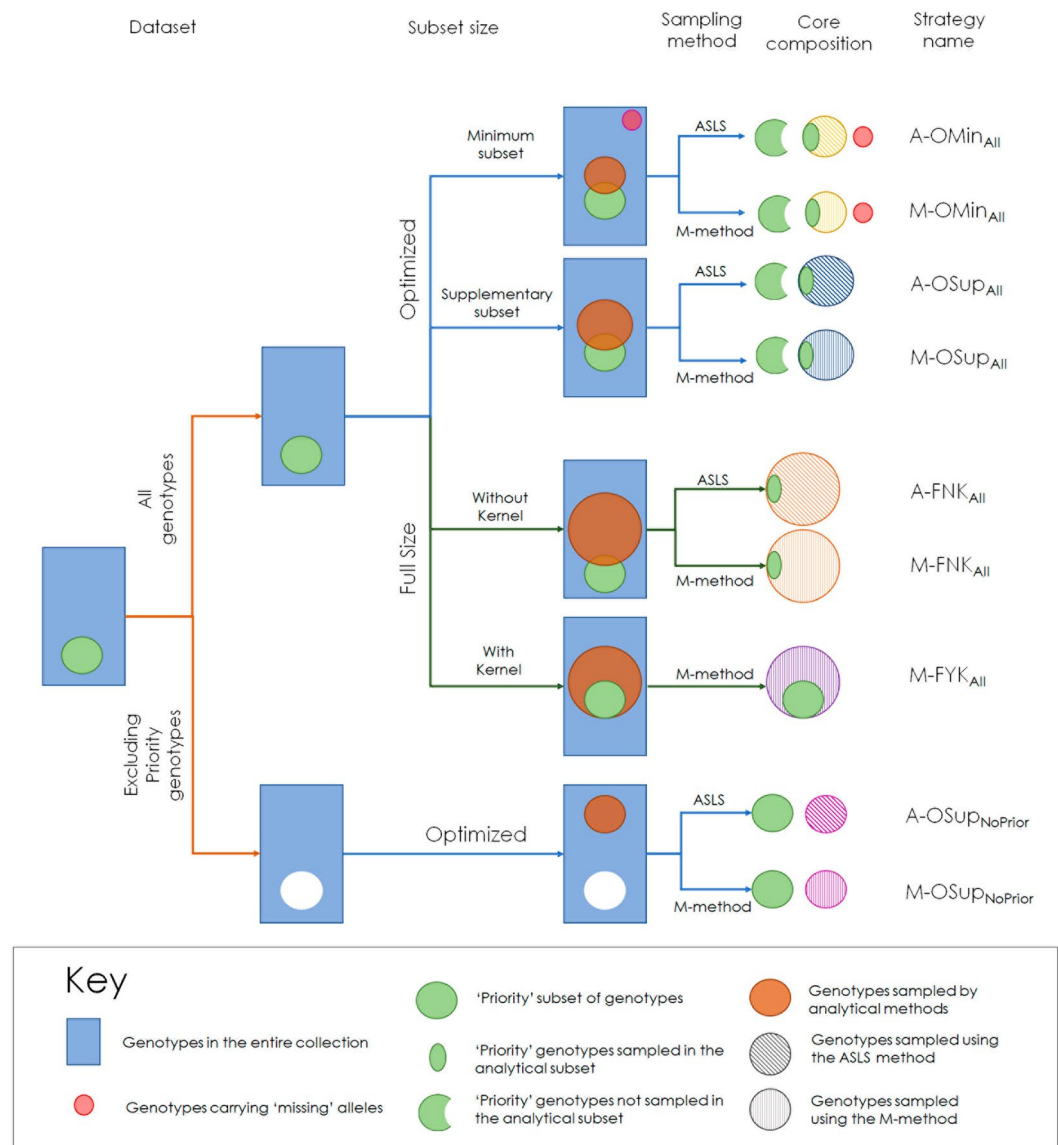 Dataset
Subset size
Sampling
method
Core
composition
Strategy
name
All
genotypes
Excluding
Priority
genotypes
Optimized
Full Size
Minimum
subset
ASLS
M-method
A-OMinAll
M-OMinAll
Supplementary
subset
ASLS
M-method
A-OSupAll
M-OSupAll
Without
Kernel
ASLS
M-method
A-FNKAll
M-FNKAll
With
Kernel
M-method
M-FYKAll
Optimized
ASLS
M-method
A-OSupNoPrior
M-OSupNoPrior
Key
Genotypes in the entire collection
Genotypes carrying ‘missing’ alleles
‘Priority’ subset of genotypes
‘Priority’ genotypes sampled in the
analytical subset
‘Priority’ genotypes not sampled in
the analytical subset
Genotypes sampled by
analytical methods
Genotypes sampled using
the ASLS method
Genotypes sampled
using the M-method